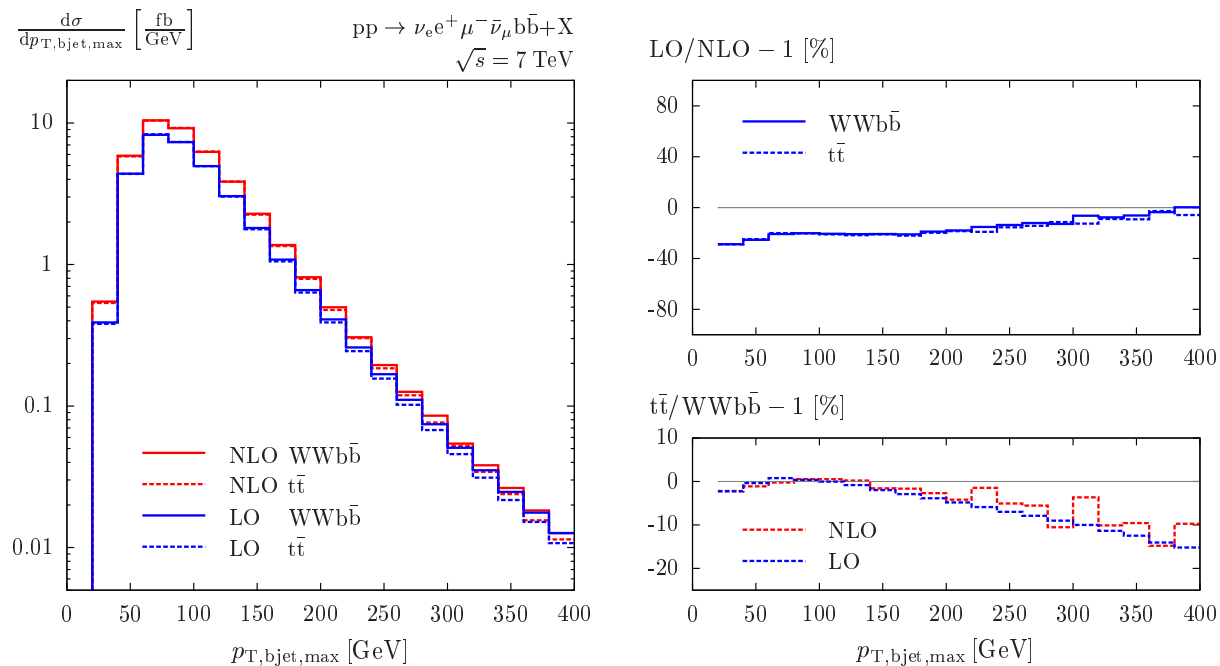 dσ/dp_T,bjet,max [fb/GeV]
pp → ν_e e⁺ μ⁻ ν̄_μ bb̄+X
√s = 7 TeV
10
1
0.1
0.01
NLO WWbb̄
NLO tt̄
LO WWbb̄
LO tt̄
0 50 100 150 200 250 300 350 400
p_T,bjet,max [GeV]
LO/NLO − 1 [%]
80
40
0
-40
-80
WWbb̄
tt̄
0 50 100 150 200 250 300 350 400
tt̄/WWbb̄ − 1 [%]
10
0
-10
-20
NLO
LO
0 50 100 150 200 250 300 350 400
p_T,bjet,max [GeV]